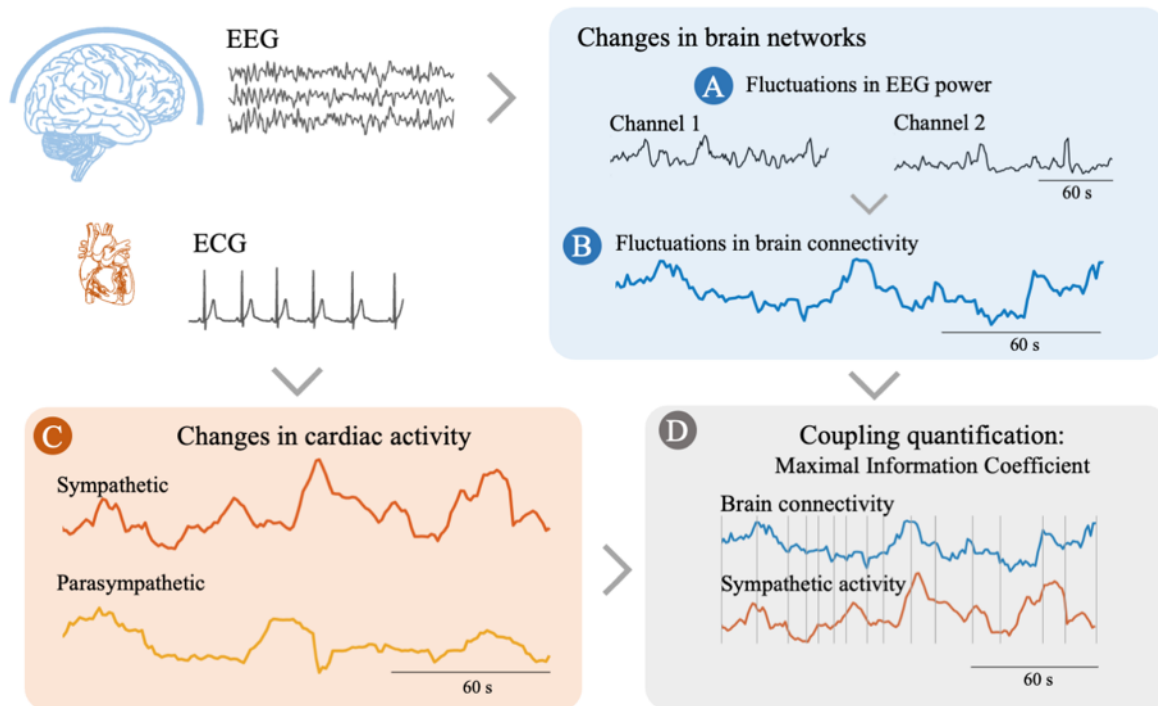 EEG
ECG
Changes in brain networks
A
Fluctuations in EEG power
Channel 1
Channel 2
60 s
B
Fluctuations in brain connectivity
60 s
C
Changes in cardiac activity
Sympathetic
Parasympathetic
60 s
D
Coupling quantification:
Maximal Information Coefficient
Brain connectivity
Sympathetic activity
60 s